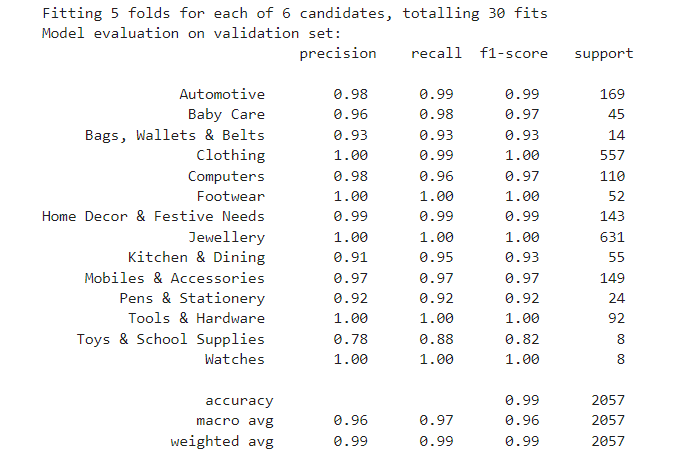 Fitting 5 folds for each of 6 candidates, totalling 30 fits
Model evaluation on validation set:
precision recall f1-score support
Automotive 0.98 0.99 0.99 169
Baby Care 0.96 0.98 0.97 45
Bags, Wallets & Belts 0.93 0.93 0.93 14
Clothing 1.00 0.99 1.00 557
Computers 0.98 0.96 0.97 110
Footwear 1.00 1.00 1.00 52
Home Decor & Festive Needs 0.99 0.99 0.99 143
Jewellery 1.00 1.00 1.00 631
Kitchen & Dining 0.91 0.95 0.93 55
Mobiles & Accessories 0.97 0.97 0.97 149
Pens & Stationery 0.92 0.92 0.92 24
Tools & Hardware 1.00 1.00 1.00 92
Toys & School Supplies 0.78 0.88 0.82 8
Watches 1.00 1.00 1.00 8
accuracy 0.99 2057
macro avg 0.96 0.97 0.96 2057
weighted avg 0.99 0.99 0.99 2057